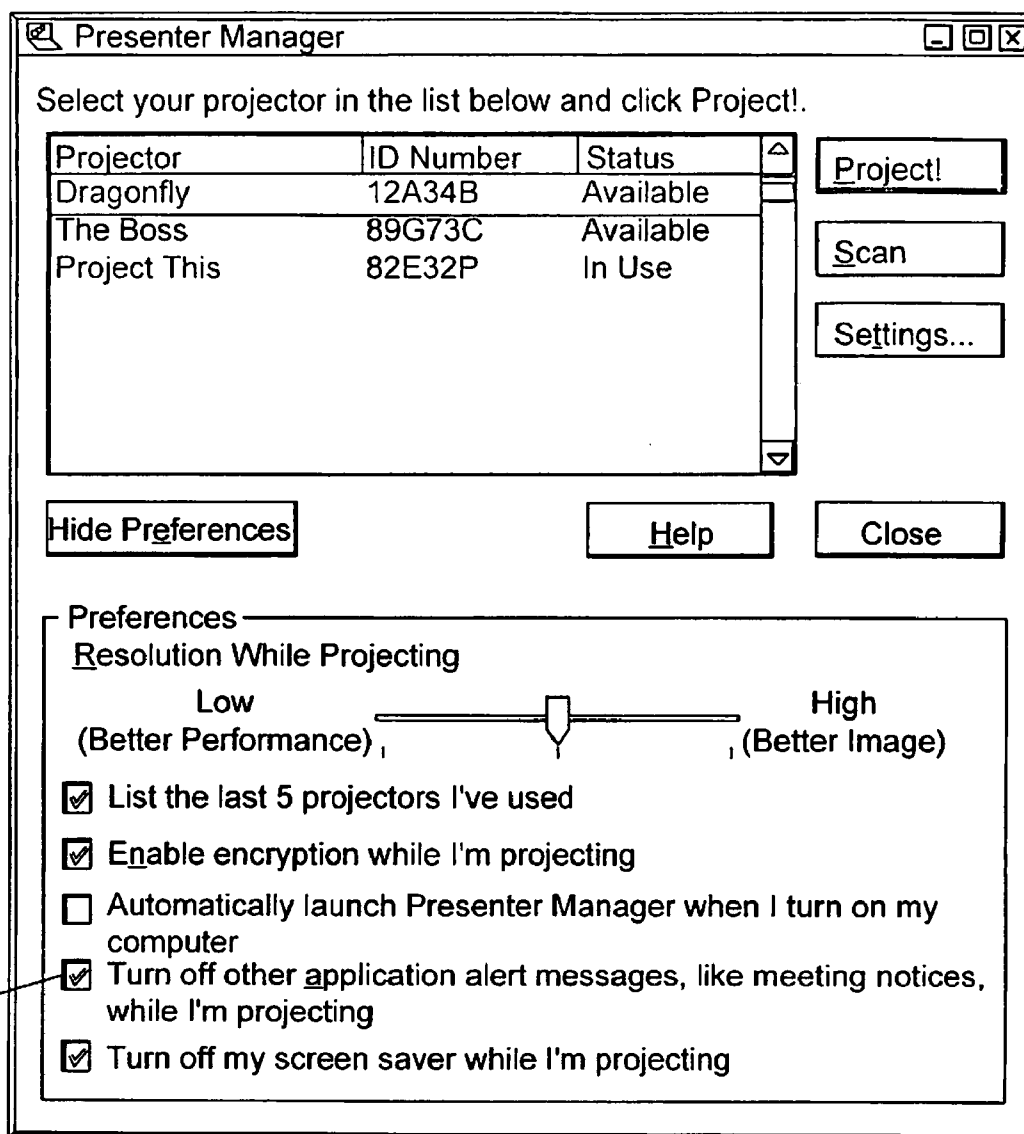 Presenter Manager
Select your projector in the list below and click Project!.
Projector ID Number Status
Dragonfly 12A34B Available
The Boss 89G73C Available
Project This 82E32P In Use
Project!
Scan
Settings...
Hide Preferences Help Close
Preferences
Resolution While Projecting
Low High
(Better Performance) (Better Image)
List the last 5 projectors I've used
Enable encryption while I'm projecting
Automatically launch Presenter Manager when I turn on my
computer
Turn off other application alert messages, like meeting notices,
while I'm projecting
Turn off my screen saver while I'm projecting